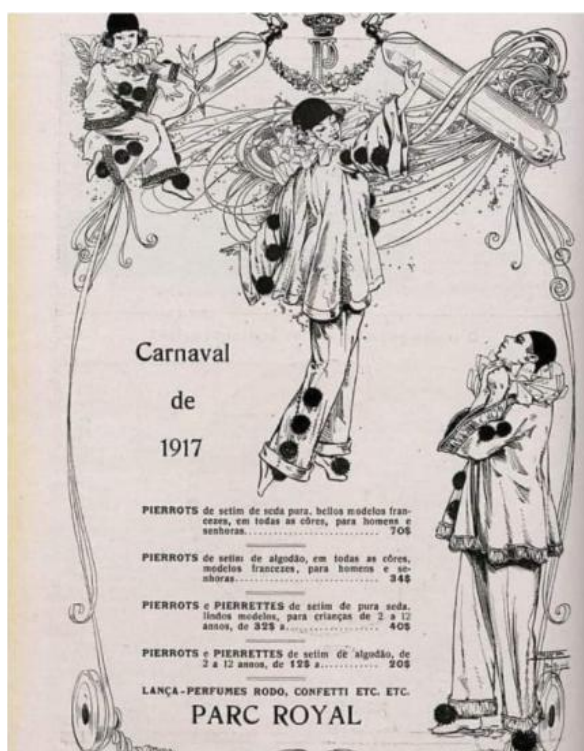 Carnaval
de
1917
PIERROTS de setim de seda pura, bellos modelos fran-
cezes, em todas as côres, para homens e
senhoras.............................. 70$
PIERROTS de setim de algodão, em todas as côres,
modelos francezes, para homens e se-
nhoras.............................. 34$
PIERROTS e PIERRETTES de setim de pura seda,
lindos modelos, para crianças de 2 a 12
annos, de 32$ a................. 40$
PIERROTS e PIERRETTES de setim de algodão, de
2 a 12 annos, de 12$ a............ 20$
LANÇA-PERFUMES RODO, CONFETTI ETC. ETC.
PARC ROYAL